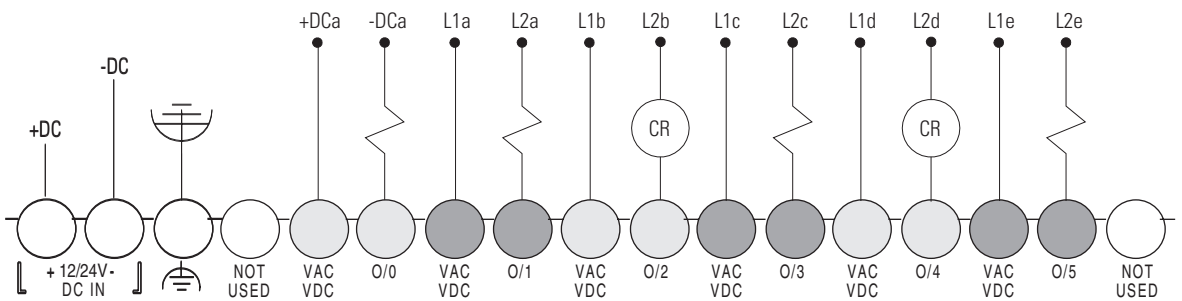 +DCa -DCa L1a L2a L1b L2b L1c L2c L1d L2d L1e L2e
-DC
+DC
CR CR
+ 12/24V -
DC IN
NOT
USED
VAC
VDC
O/0
VAC
VDC
O/1
VAC
VDC
O/2
VAC
VDC
O/3
VAC
VDC
O/4
VAC
VDC
O/5
NOT
USED